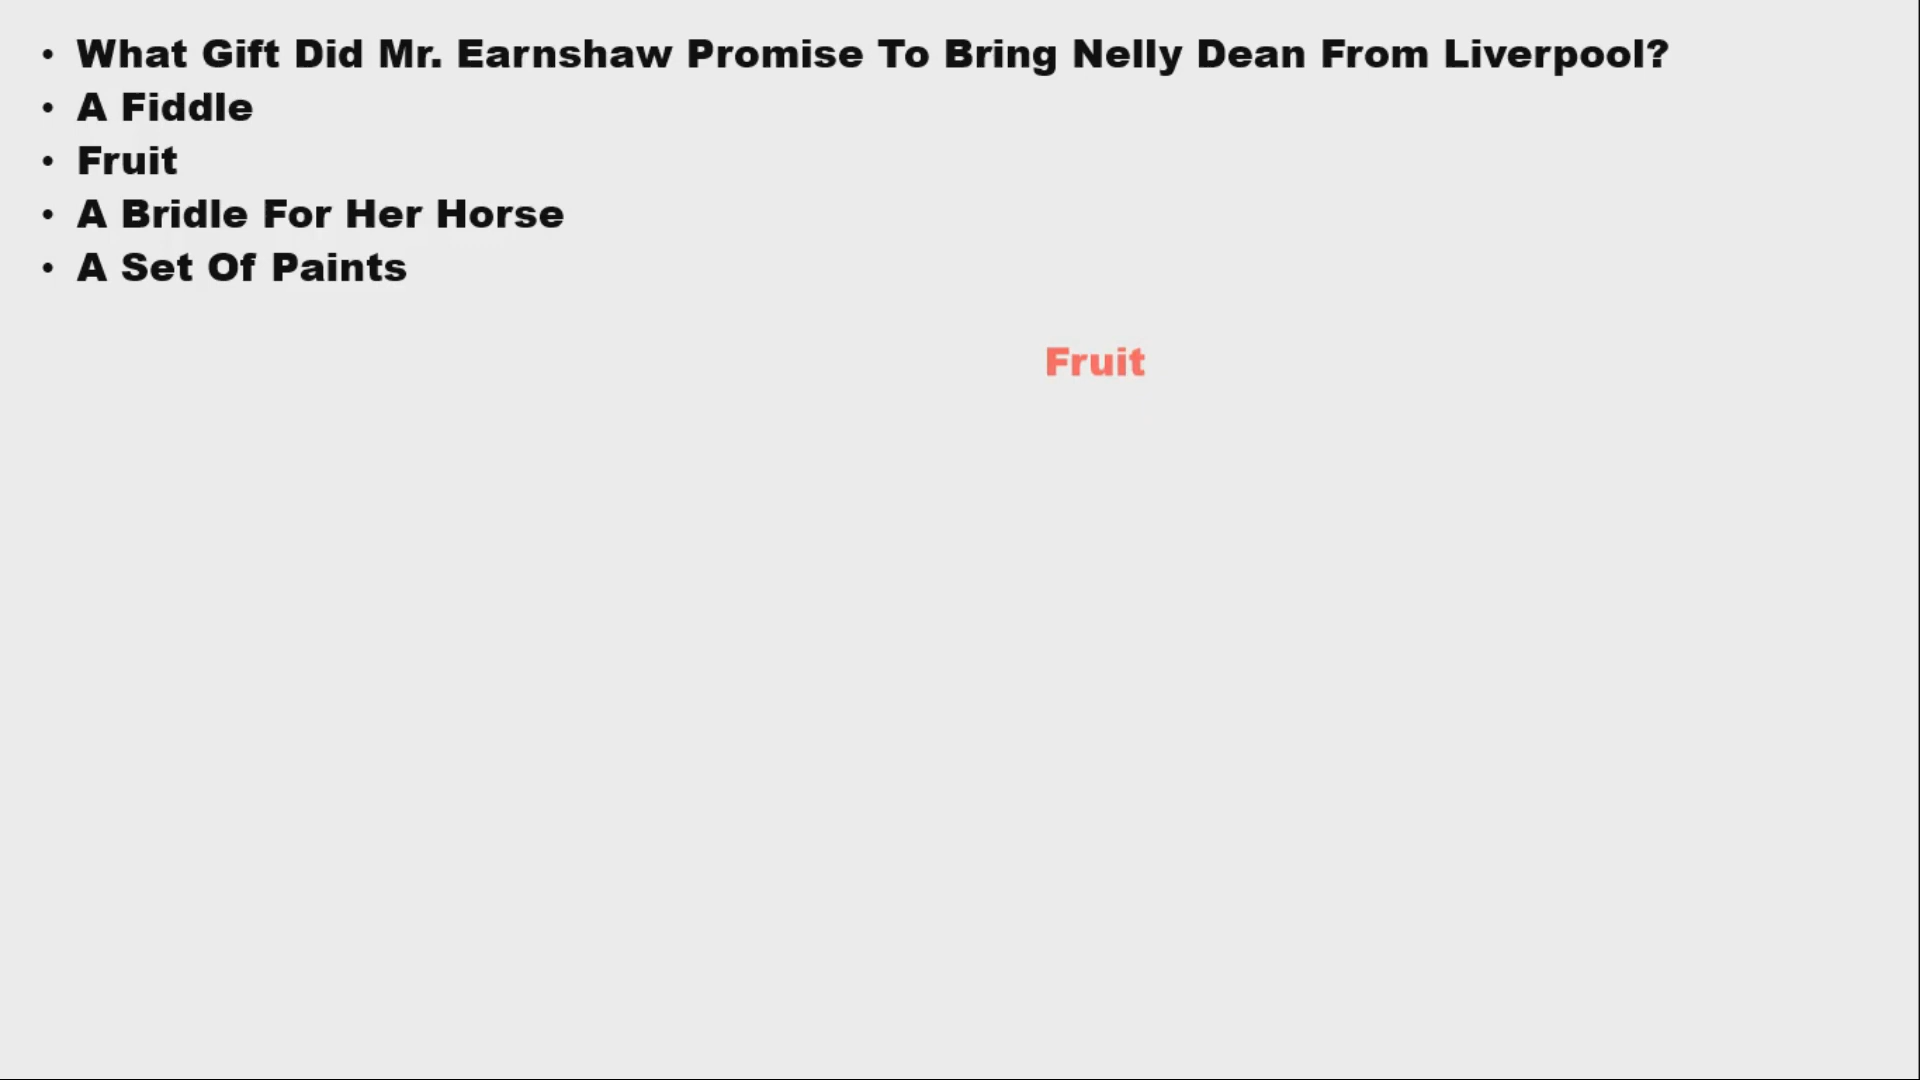 • What Gift Did Mr. Earnshaw Promise To Bring Nelly Dean From Liverpool?
• A Fiddle
• Fruit
• A Bridle For Her Horse
• A Set Of Paints
Fruit